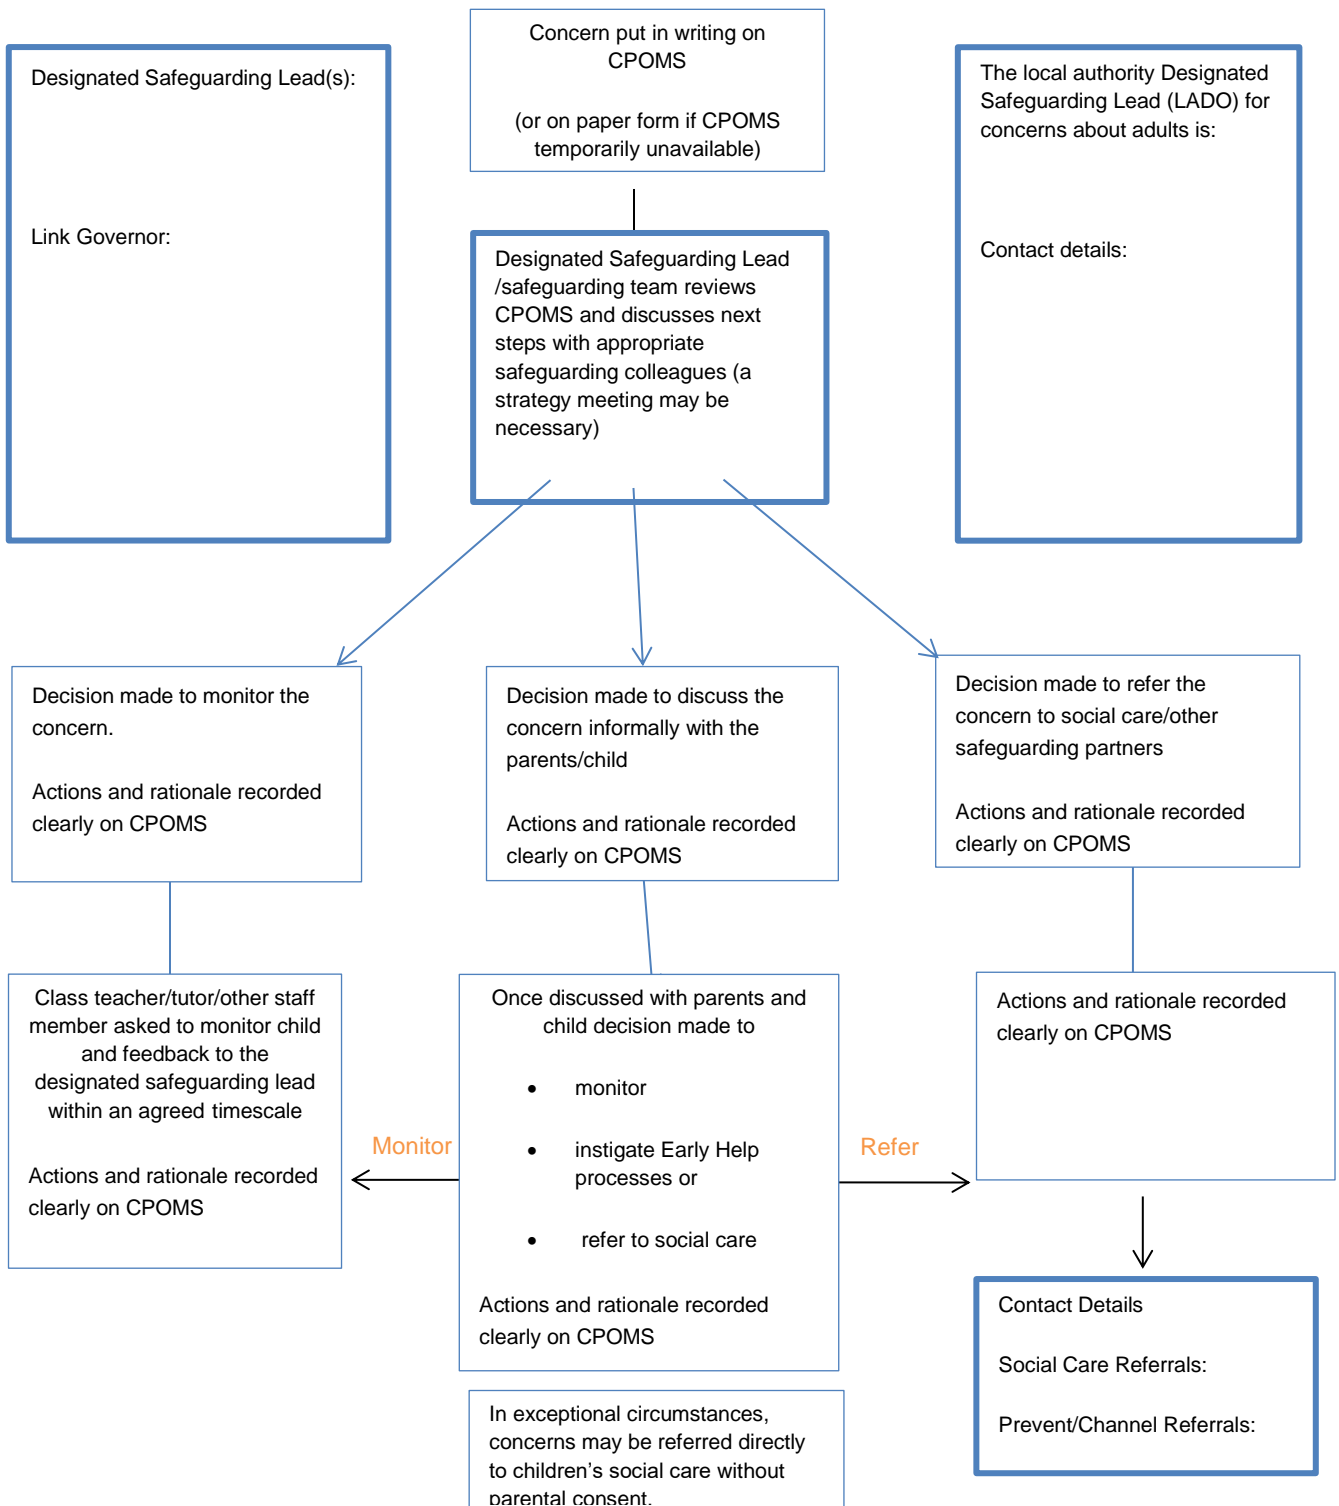 Concern put in writing on
CPOMS
(or on paper form if CPOMS
temporarily unavailable)
Designated Safeguarding Lead(s):
Link Governor:
The local authority Designated
Safeguarding Lead (LADO) for
concerns about adults is:
Contact details:
Designated Safeguarding Lead
/safeguarding team reviews
CPOMS and discusses next
steps with appropriate
safeguarding colleagues (a
strategy meeting may be
necessary)
Decision made to monitor the
concern.
Actions and rationale recorded
clearly on CPOMS
Decision made to discuss the
concern informally with the
parents/child
Actions and rationale recorded
clearly on CPOMS
Decision made to refer the
concern to social care/other
safeguarding partners
Actions and rationale recorded
clearly on CPOMS
Class teacher/tutor/other staff
member asked to monitor child
and feedback to the
designated safeguarding lead
within an agreed timescale
Actions and rationale recorded
clearly on CPOMS
Monitor
Once discussed with parents and
child decision made to
• monitor
• instigate Early Help
processes or
• refer to social care
Actions and rationale recorded
clearly on CPOMS
Refer
Actions and rationale recorded
clearly on CPOMS
Contact Details
Social Care Referrals:
Prevent/Channel Referrals:
In exceptional circumstances,
concerns may be referred directly
to children’s social care without
parental consent.